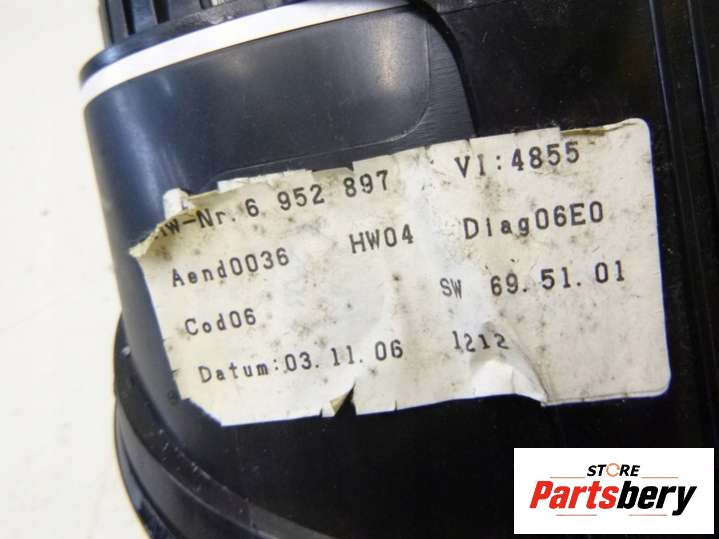 -Nr. 6 952 897 VI:4855
Aend0036 HW04 Diag06E0
Cod06 SW 69.51.01
Datum:03.11.06 1212
STORE
Partsbery